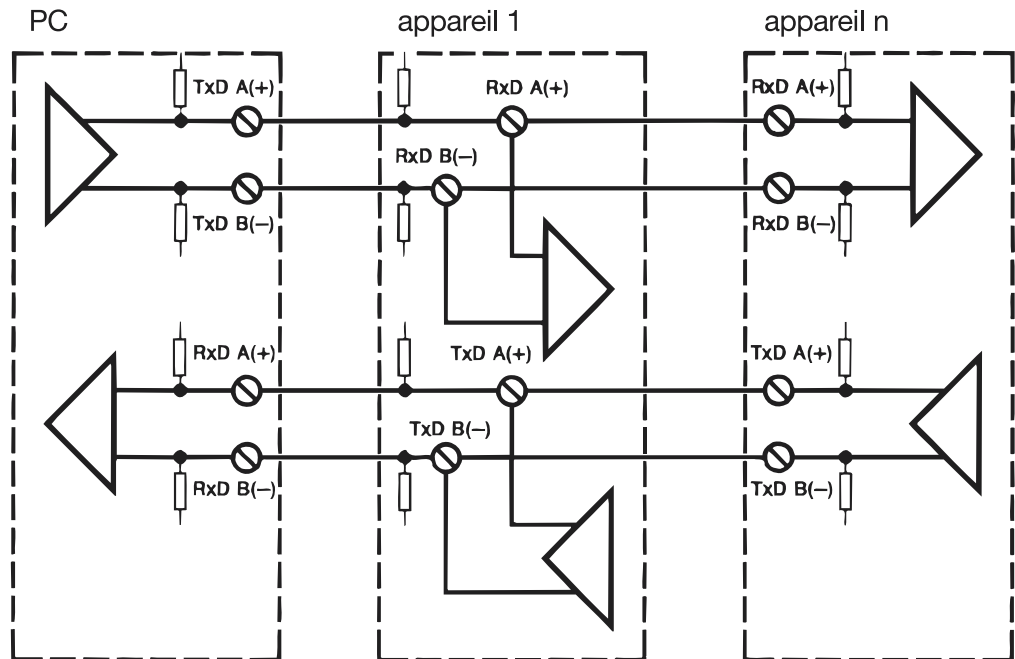 PC
appareil 1
appareil n
TxD A(+)
RxD A(+)
RxD A(+)
RxD B(−)
TxD B(−)
RxD B(−)
RxD A(+)
TxD A(+)
TxD A(+)
TxD B(−)
RxD B(−)
TxD B(−)